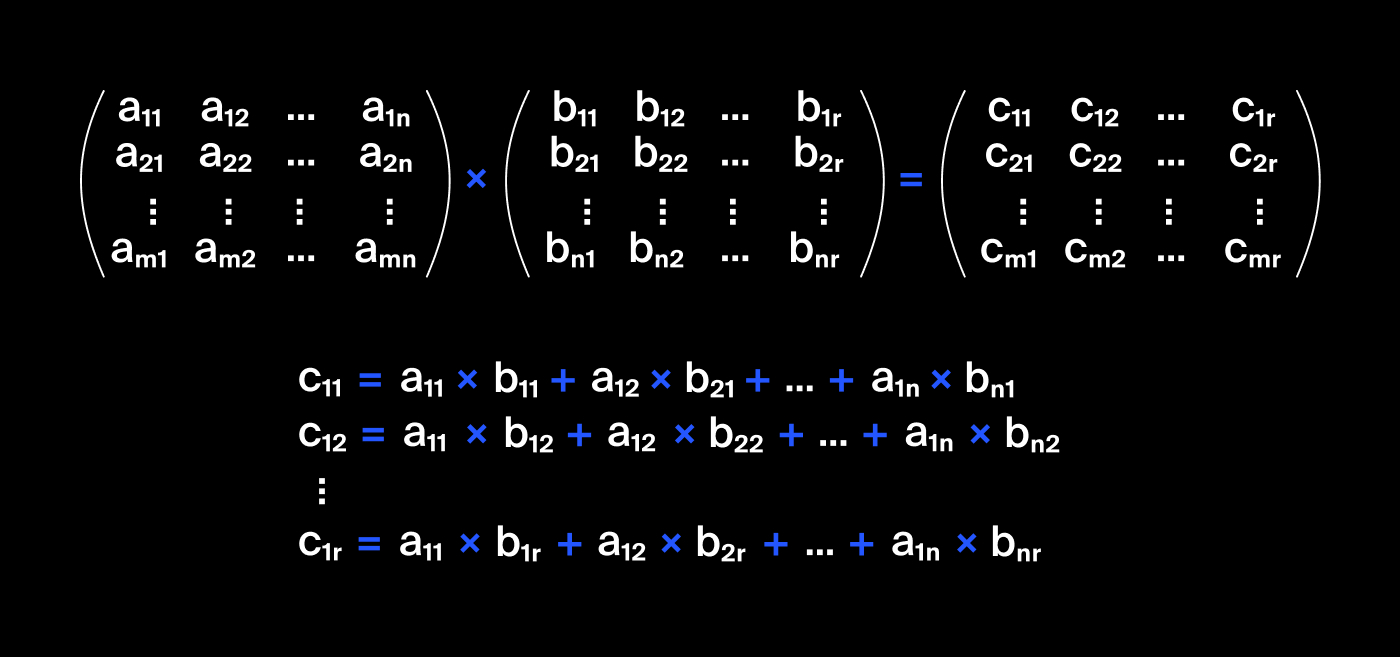 a₁₁ a₁₂ ... a₁ₙ b₁₁ b₁₂ ... b₁ᵣ c₁₁ c₁₂ ... c₁ᵣ
a₂₁ a₂₂ ... a₂ₙ × b₂₁ b₂₂ ... b₂ᵣ = c₂₁ c₂₂ ... c₂ᵣ
⋮ ⋮ ⋮ ⋮ ⋮ ⋮ ⋮ ⋮ ⋮ ⋮ ⋮ ⋮
aₘ₁ aₘ₂ ... aₘₙ bₙ₁ bₙ₂ ... bₙᵣ cₘ₁ cₘ₂ ... cₘᵣ
c₁₁ = a₁₁ × b₁₁ + a₁₂ × b₂₁ + ... + a₁ₙ × bₙ₁
c₁₂ = a₁₁ × b₁₂ + a₁₂ × b₂₂ + ... + a₁ₙ × bₙ₂
⋮
c₁ᵣ = a₁₁ × b₁ᵣ + a₁₂ × b₂ᵣ + ... + a₁ₙ × bₙᵣ